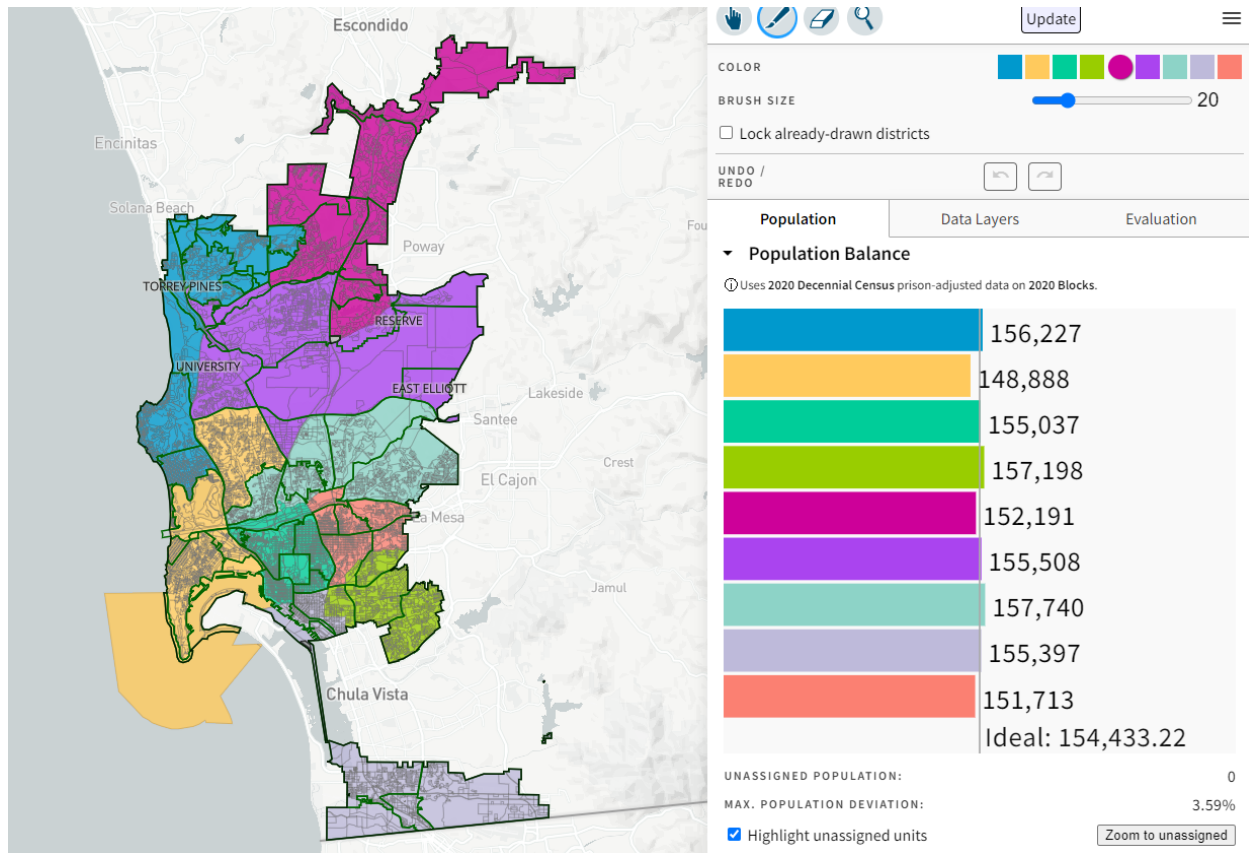 Escondido
Encinitas
Solana Beach
Poway
Fou
TORREY PINES
RESERVE
UNIVERSITY
EAST ELLIOTT
Lakeside
Santee
Crest
El Cajon
La Mesa
Jamul
Chula Vista
Update
COLOR
BRUSH SIZE
20
Lock already-drawn districts
UNDO /
REDO
Population Data Layers Evaluation
Population Balance
Uses 2020 Decennial Census prison-adjusted data on 2020 Blocks.
156,227
148,888
155,037
157,198
152,191
155,508
157,740
155,397
151,713
Ideal: 154,433.22
UNASSIGNED POPULATION: 0
MAX. POPULATION DEVIATION: 3.59%
Highlight unassigned units Zoom to unassigned